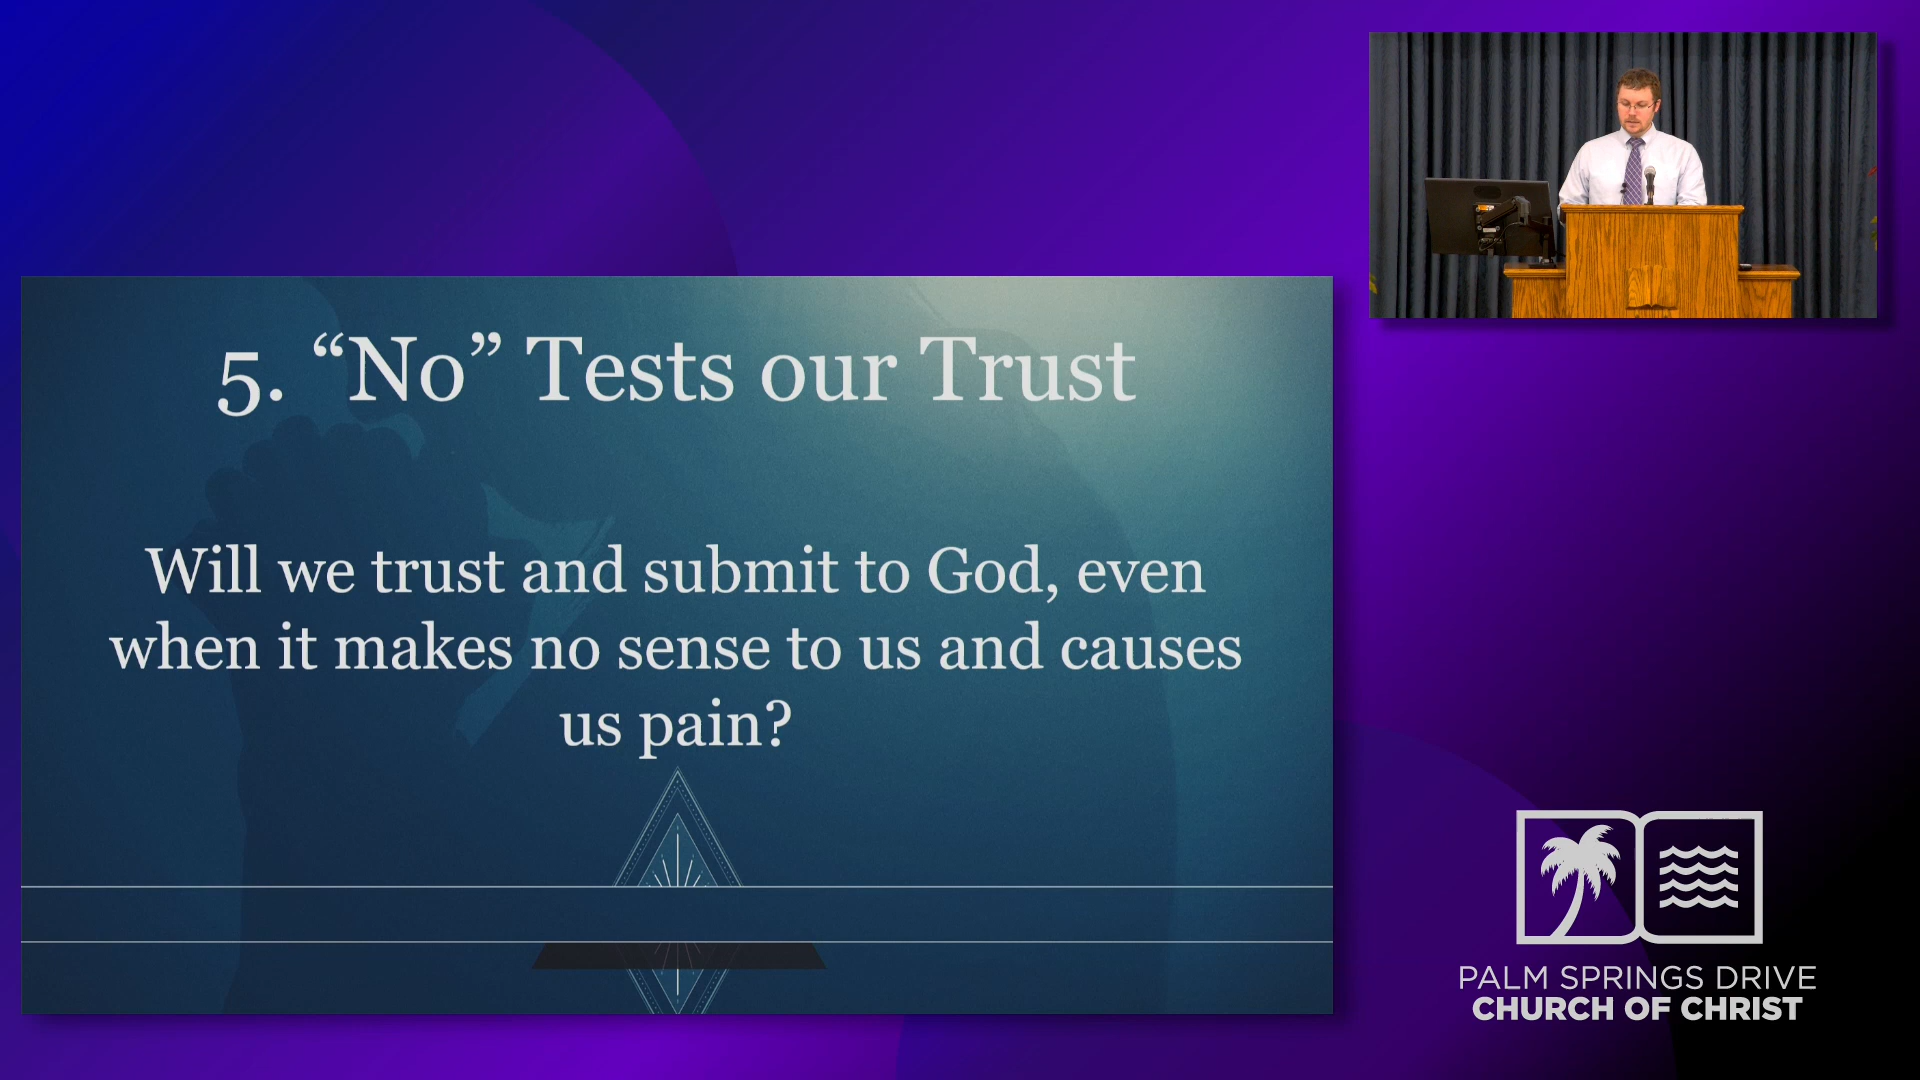 5. “No” Tests our Trust
Will we trust and submit to God, even
when it makes no sense to us and causes
us pain?
PALM SPRINGS DRIVE
CHURCH OF CHRIST